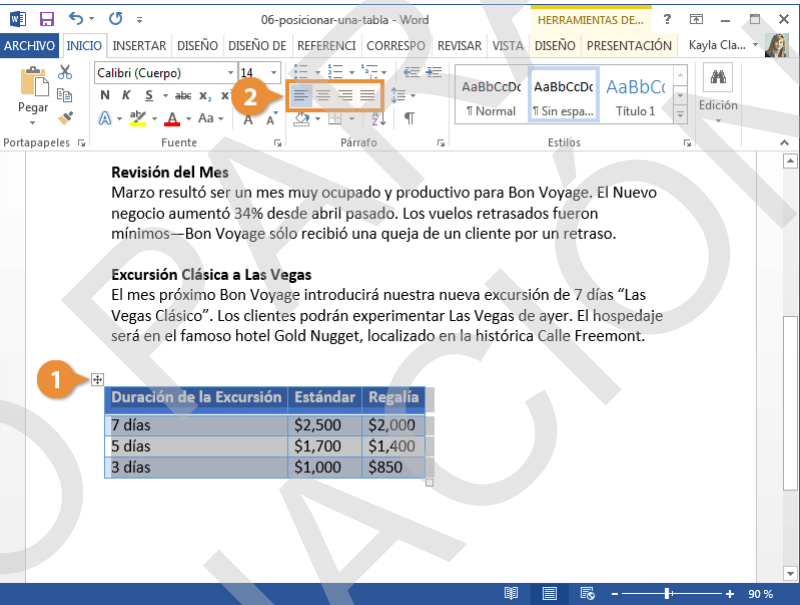 06-posicionar-una-tabla - Word
HERRAMIENTAS DE...
?
ARCHIVO INICIO INSERTAR DISEÑO DISEÑO DE REFERENCI CORRESPO REVISAR VISTA DISEÑO PRESENTACIÓN Kayla Cla...
Calibri (Cuerpo) 14
N K S abc x₂ x
A aby A Aa A A
Pegar
AaBbCcDc AaBbCcDc AaBbCc
¶ Normal ¶ Sin espa... Título 1
Edición
Portapapeles Fuente Párrafo Estilos
2
Revisión del Mes
Marzo resultó ser un mes muy ocupado y productivo para Bon Voyage. El Nuevo
negocio aumentó 34% desde abril pasado. Los vuelos retrasados fueron
mínimos—Bon Voyage sólo recibió una queja de un cliente por un retraso.
Excursión Clásica a Las Vegas
El mes próximo Bon Voyage introducirá nuestra nueva excursión de 7 días “Las
Vegas Clásico”. Los clientes podrán experimentar Las Vegas de ayer. El hospedaje
será en el famoso hotel Gold Nugget, localizado en la histórica Calle Freemont.
1
Duración de la Excursión Estándar Regalía
7 días $2,500 $2,000
5 días $1,700 $1,400
3 días $1,000 $850
90 %